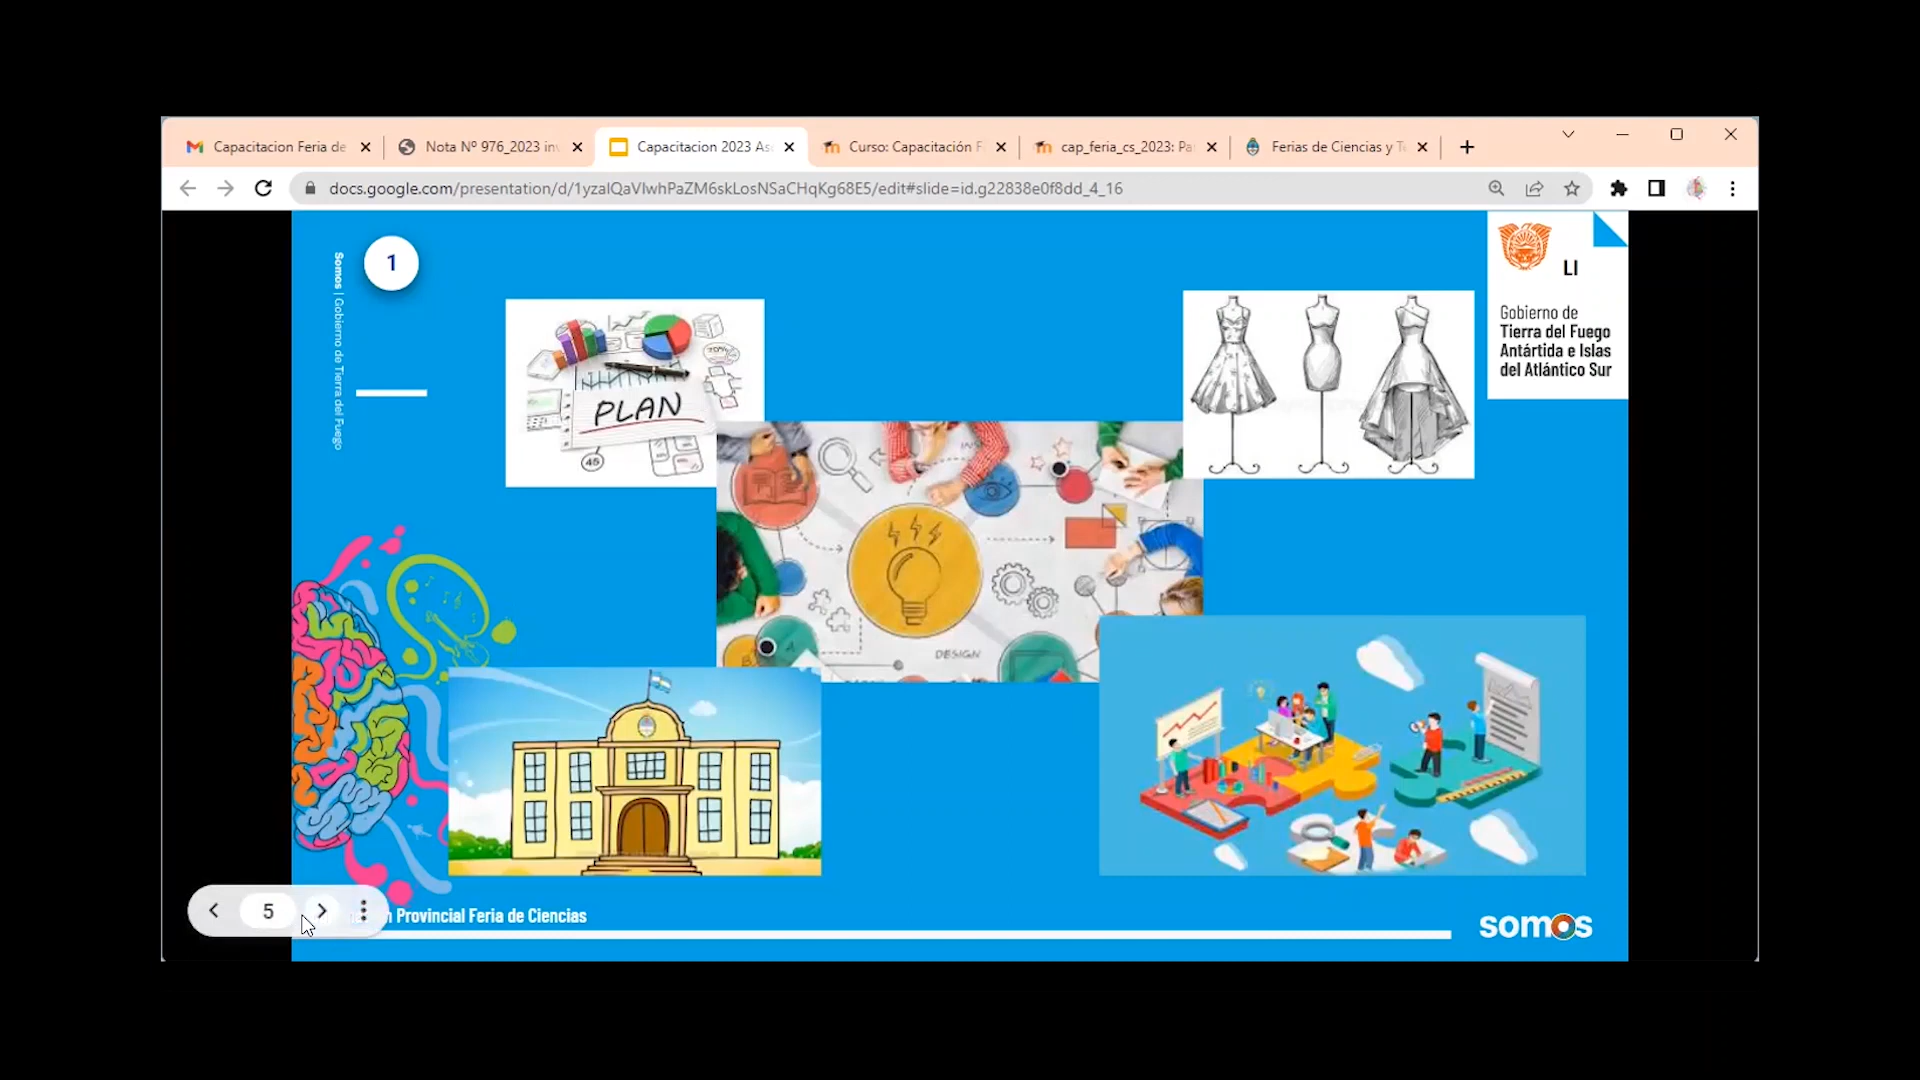 Capacitacion Feria de
Nota Nº 976_2023 in
Capacitacion 2023 As
Curso: Capacitación F
cap_feria_cs_2023: Pa
Ferias de Ciencias y T
docs.google.com/presentation/d/1yzalQaVIwhPaZM6skLosNSaCHqKg68E5/edit#slide=id.g22838e0f8dd_4_16
Somos | Gobierno de Tierra del Fuego
1
LI
Gobierno de
Tierra del Fuego
Antártida e Islas
del Atlántico Sur
PLAN
45
DESIGN
5
Provincial Feria de Ciencias
somos